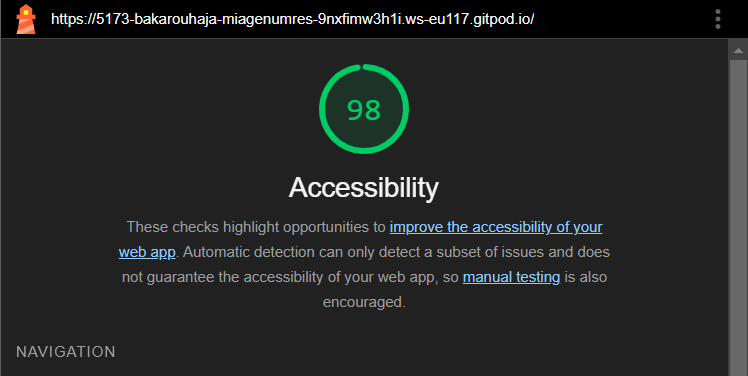 https://5173-bakarouhaja-miagenumres-9nxfimw3h1i.ws-eu117.gitpod.io/
98
Accessibility
These checks highlight opportunities to improve the accessibility of your
web app. Automatic detection can only detect a subset of issues and does
not guarantee the accessibility of your web app, so manual testing is also
encouraged.
NAVIGATION